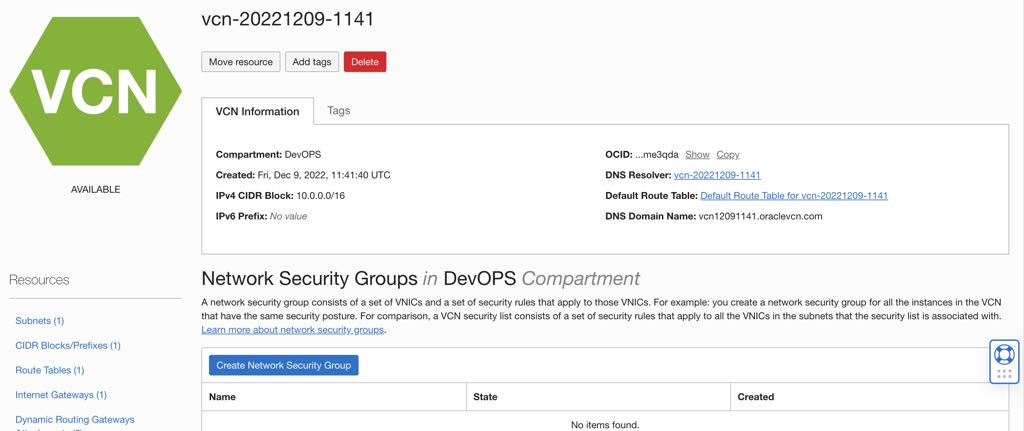 vcn-20221209-1141
VCN
Move resource Add tags Delete
VCN Information Tags
Compartment: DevOPS
Created: Fri, Dec 9, 2022, 11:41:40 UTC
IPv4 CIDR Block: 10.0.0.0/16
IPv6 Prefix: No value
OCID: ...me3qda Show Copy
DNS Resolver: vcn-20221209-1141
Default Route Table: Default Route Table for vcn-20221209-1141
DNS Domain Name: vcn12091141.oraclevcn.com
AVAILABLE
Resources
Subnets (1)
CIDR Blocks/Prefixes (1)
Route Tables (1)
Internet Gateways (1)
Dynamic Routing Gateways
Network Security Groups in DevOPS Compartment
A network security group consists of a set of VNICs and a set of security rules that apply to those VNICs. For example: you create a network security group for all the instances in the VCN
that have the same security posture. For comparison, a VCN security list consists of a set of security rules that apply to all the VNICs in the subnets that the security list is associated with.
Learn more about network security groups.
Create Network Security Group
Name State Created
No items found.